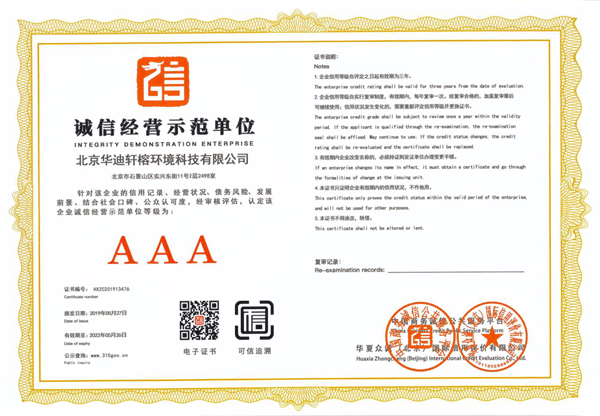 诚信经营示范单位
INTEGRITY DEMONSTRATION ENTERPRISE
北京华迪轩榕环境科技有限公司
北京市石景山区实兴东街11号2层2498室
针对该企业的信用记录、经营状况、债务风险、发展
前景、结合社会口碑、公众认可度,经审核评估,认定该
企业诚信经营示范单位等级为:
AAA
证书编号: HXZC201913476
Certificate number
颁发日期: 2019年05月27日
Date of issue
有效期至: 2022年05月26日
Expiry date
公示查询: www.315gov.cn
Public inquiry
电子证书
可信追溯
证书说明:
Notes
1.企业信用等级自评定之日起有效期为三年。
The enterprise credit rating shall be valid for three years from the date of evaluation.
2.企业信用等级自实行复审制度。有效期内,每年复审一次,经复审合格的,加盖复审章后
可继续使用;信用状况发生变化的,需要重新评定信用等级并更换证书。
The enterprise credit grade shall be subject to review once a year within the validity
period. If the applicant is qualified through the re-examination, the re-examination
seal shall be affixed. May continue to use: If the credit status changes, the credit
rating shall be re-evaluated and the certificate shall be replaced.
3.有效期内企业改变名称的,必须持证到发证单位办理变更手续。
If an enterprise changes its name in effect, it must obtain a certificate and go through
the formalities of change at the issuing unit.
4.本证书只证明企业有效期内的信用状况,不作他用。
This certificate only proves the credit status within the valid period of the enterprise,
and will not be used for other purposes.
5.本证书不得涂改、转借。
This certificate shall not be altered or lent.
复审记录:
Re-examination records:
中国商务诚信公共服务平台
华夏众诚(北京)国际信用评价有限公司
Huaxia Zhongcheng (Beijing) International Credit Evaluation Co., Ltd.